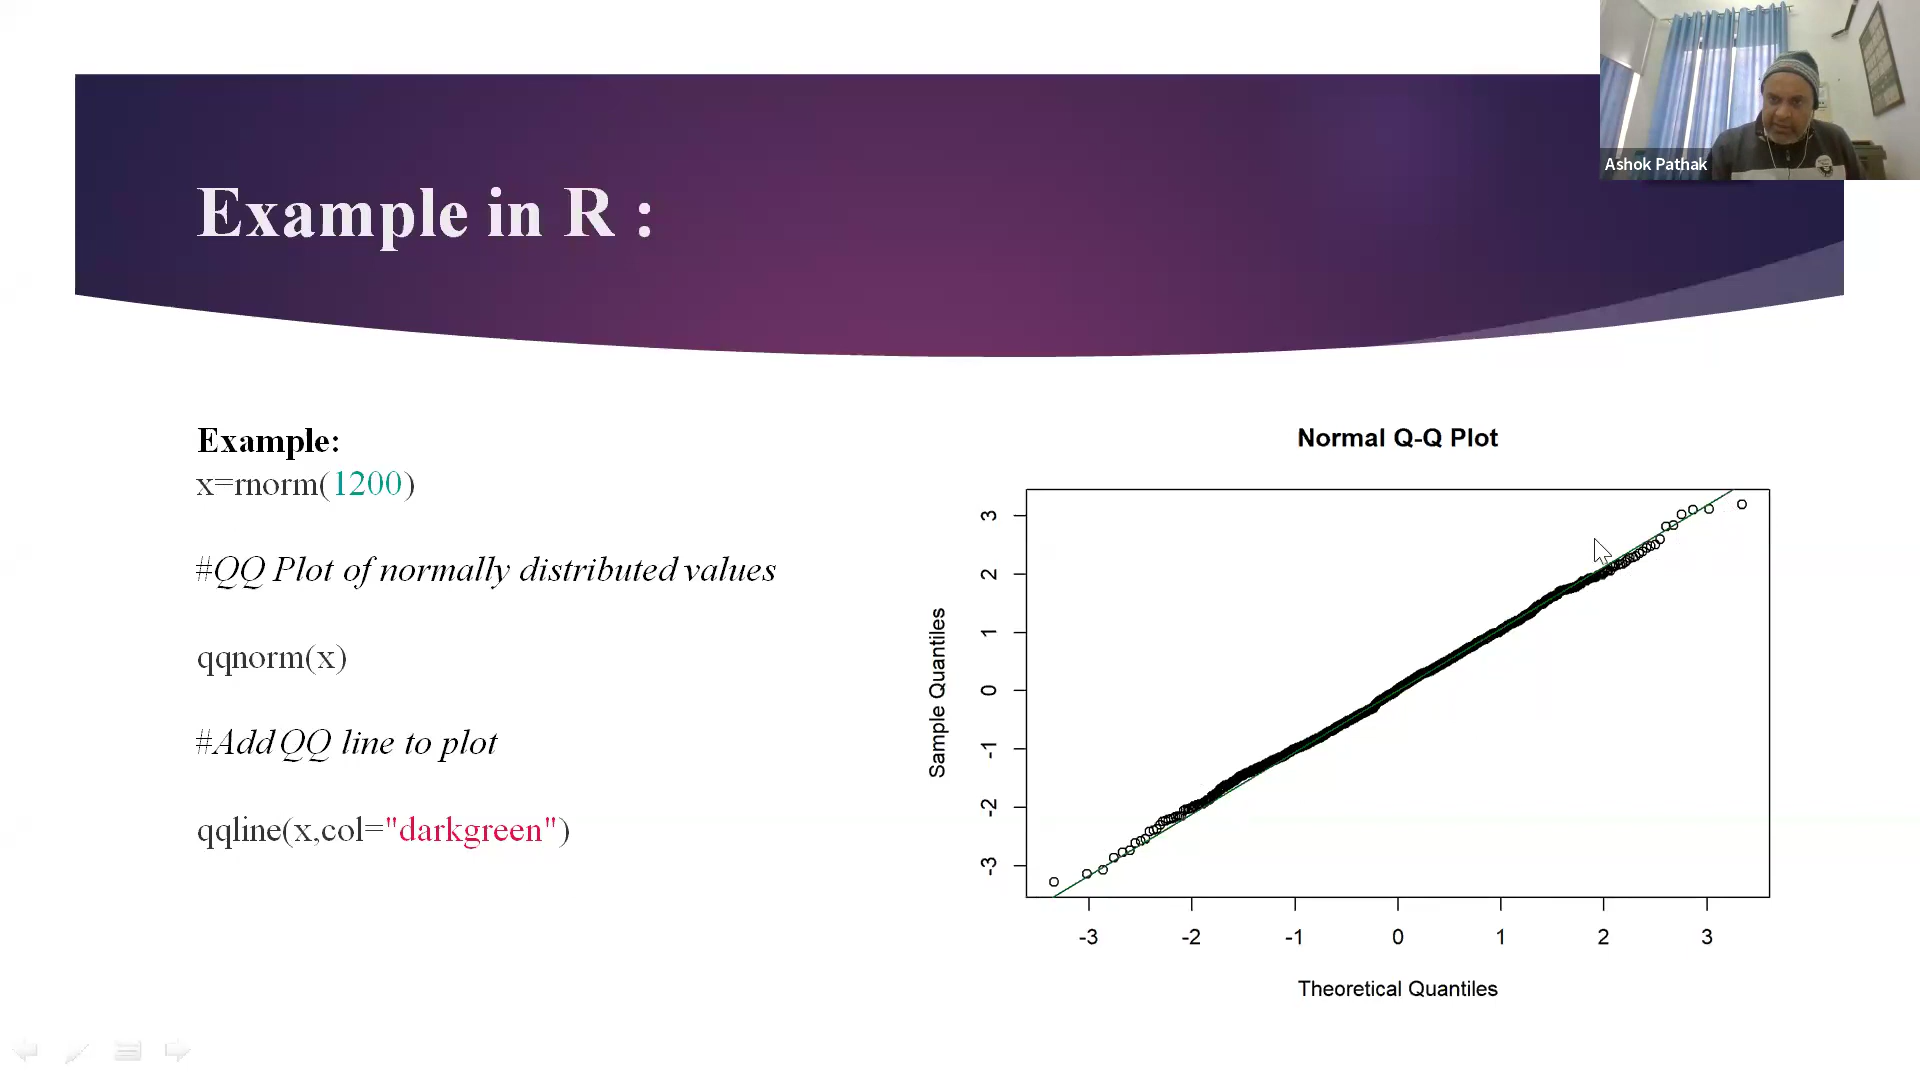 Ashok Pathak
Example in R :
Example:
x=rnorm(1200)
#QQ Plot of normally distributed values
qqnorm(x)
#Add QQ line to plot
qqline(x,col="darkgreen")
Normal Q-Q Plot
Sample Quantiles
3
2
1
0
-1
-2
-3
-3 -2 -1 0 1 2 3
Theoretical Quantiles